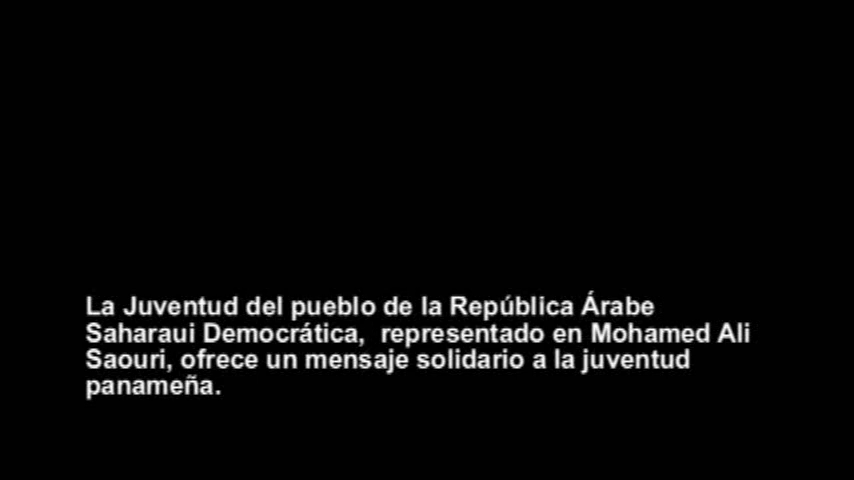 La Juventud del pueblo de la República Árabe
Saharaui Democrática,  representado en Mohamed Ali
Saouri, ofrece un mensaje solidario a la juventud
panameña.